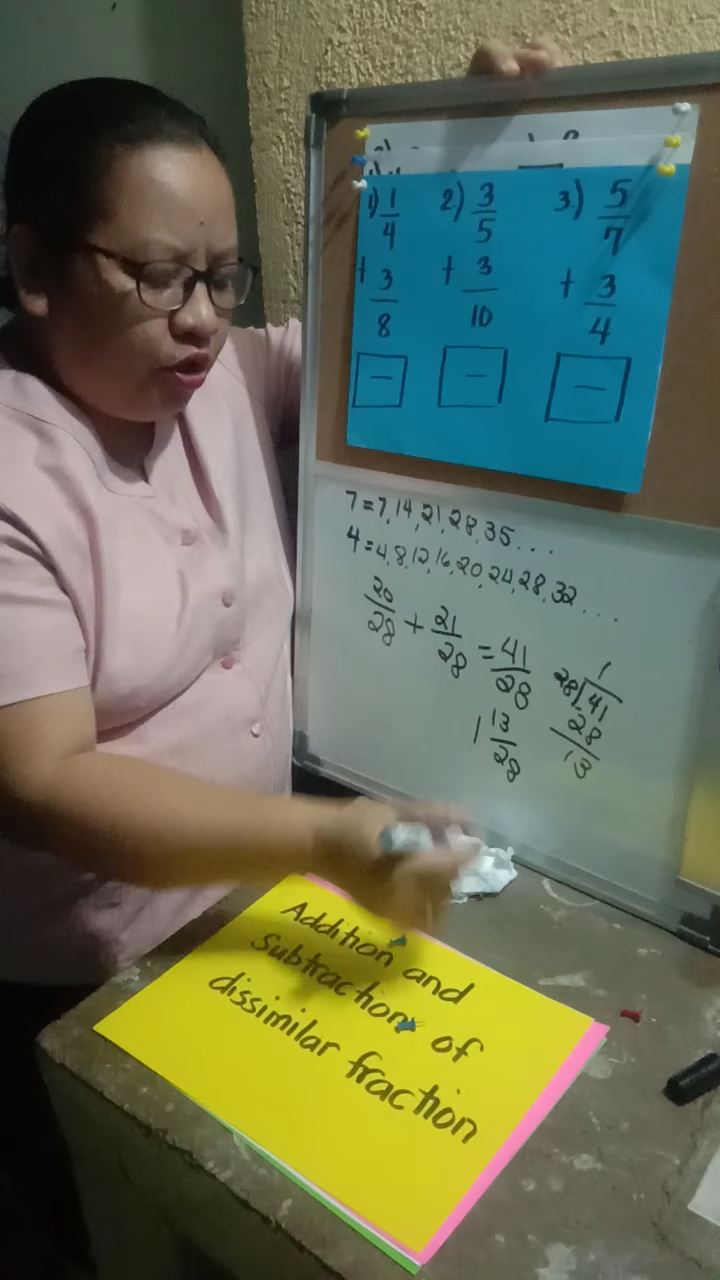 1) 1/4 2) 3/5 3) 5/7
+ 3/8 + 3/10 + 3/4
7=7,14,21,28,35...
4=4,8,12,16,20,24,28,32...
20/28 + 21/28 = 41/28
1 13/28
1
28 41
28
13
Addition and
Subtraction of
dissimilar fraction